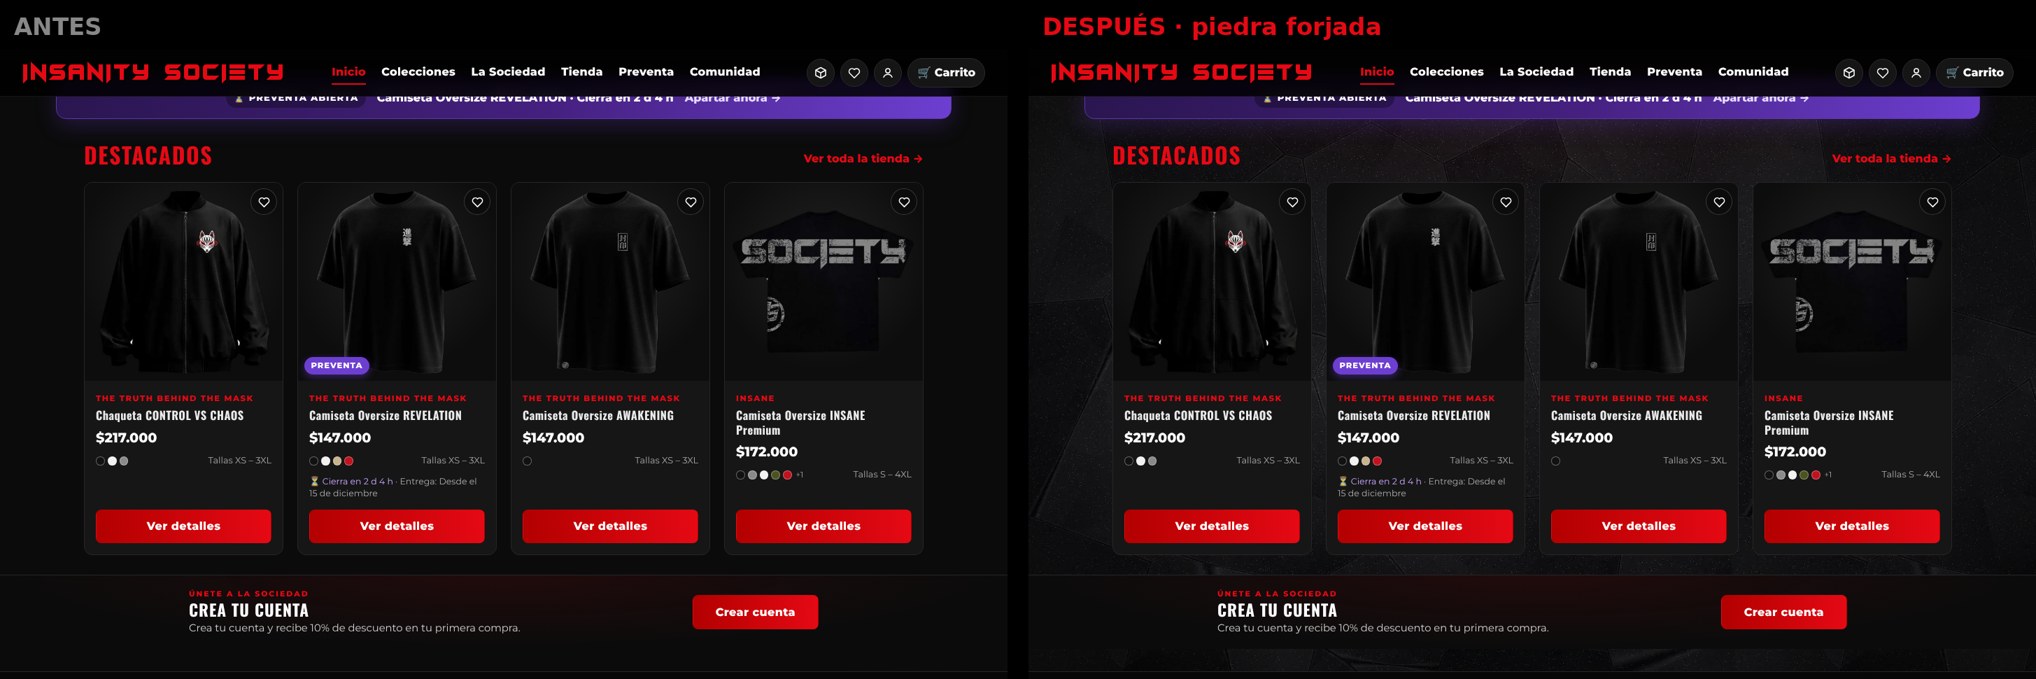 ANTES
INSANITY SOCIETY Inicio Colecciones La Sociedad Tienda Preventa Comunidad 🛒 Carrito
⏳ PREVENTA ABIERTA Camiseta Oversize REVELATION · Cierra en 2 d 4 h Apartar ahora →
DESTACADOS
Ver toda la tienda →
進撃
封印
SOCIETY
PREVENTA
THE TRUTH BEHIND THE MASK
Chaqueta CONTROL VS CHAOS
$217.000
Tallas XS – 3XL
Ver detalles
THE TRUTH BEHIND THE MASK
Camiseta Oversize REVELATION
$147.000
Tallas XS – 3XL
⏳ Cierra en 2 d 4 h · Entrega: Desde el
15 de diciembre
Ver detalles
THE TRUTH BEHIND THE MASK
Camiseta Oversize AWAKENING
$147.000
Tallas XS – 3XL
Ver detalles
INSANE
Camiseta Oversize INSANE
Premium
$172.000
+1 Tallas S – 4XL
Ver detalles
ÚNETE A LA SOCIEDAD
CREA TU CUENTA
Crea tu cuenta y recibe 10% de descuento en tu primera compra.
Crear cuenta
DESPUÉS · piedra forjada
INSANITY SOCIETY Inicio Colecciones La Sociedad Tienda Preventa Comunidad 🛒 Carrito
⏳ PREVENTA ABIERTA Camiseta Oversize REVELATION · Cierra en 2 d 4 h Apartar ahora →
DESTACADOS
Ver toda la tienda →
進撃
封印
SOCIETY
PREVENTA
THE TRUTH BEHIND THE MASK
Chaqueta CONTROL VS CHAOS
$217.000
Tallas XS – 3XL
Ver detalles
THE TRUTH BEHIND THE MASK
Camiseta Oversize REVELATION
$147.000
Tallas XS – 3XL
⏳ Cierra en 2 d 4 h · Entrega: Desde el
15 de diciembre
Ver detalles
THE TRUTH BEHIND THE MASK
Camiseta Oversize AWAKENING
$147.000
Tallas XS – 3XL
Ver detalles
INSANE
Camiseta Oversize INSANE
Premium
$172.000
+1 Tallas S – 4XL
Ver detalles
ÚNETE A LA SOCIEDAD
CREA TU CUENTA
Crea tu cuenta y recibe 10% de descuento en tu primera compra.
Crear cuenta